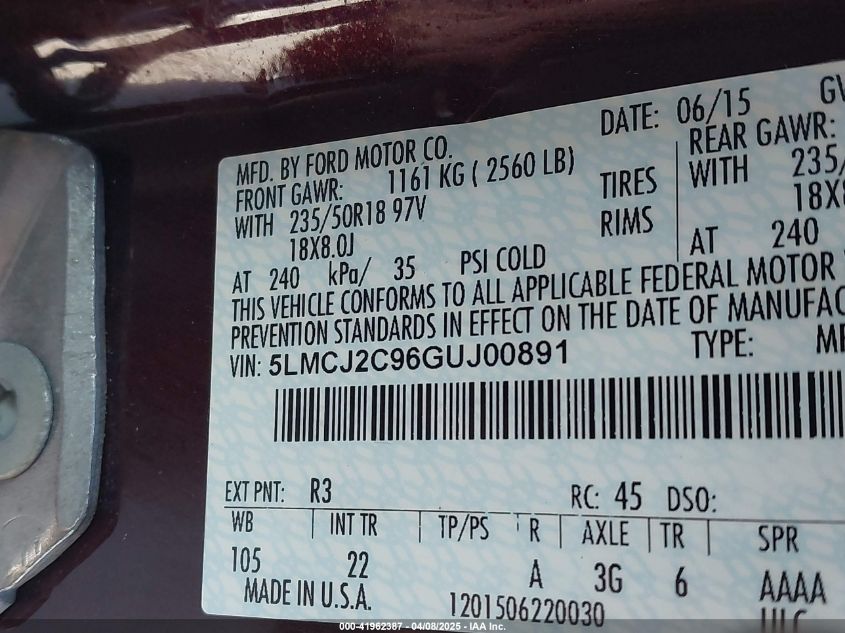 DATE: 06/15
MFD. BY FORD MOTOR CO.
FRONT GAWR: 1161 KG ( 2560 LB)
REAR GAWR:
WITH 235/50R18 97V TIRES WITH 235/
18X8.0J RIMS 18X8
AT 240 kPa/ 35 PSI COLD AT 240
THIS VEHICLE CONFORMS TO ALL APPLICABLE FEDERAL MOTOR
PREVENTION STANDARDS IN EFFECT ON THE DATE OF MANUFAC
VIN: 5LMCJ2C96GUJ00891 TYPE:
EXT PNT: R3 RC: 45 DSO:
WB INT TR TP/PS R AXLE TR SPR
105 22 A 3G 6 AAAA
MADE IN U.S.A. 1201506220030
000-41962387 - 04/08/2025 - IAA Inc.